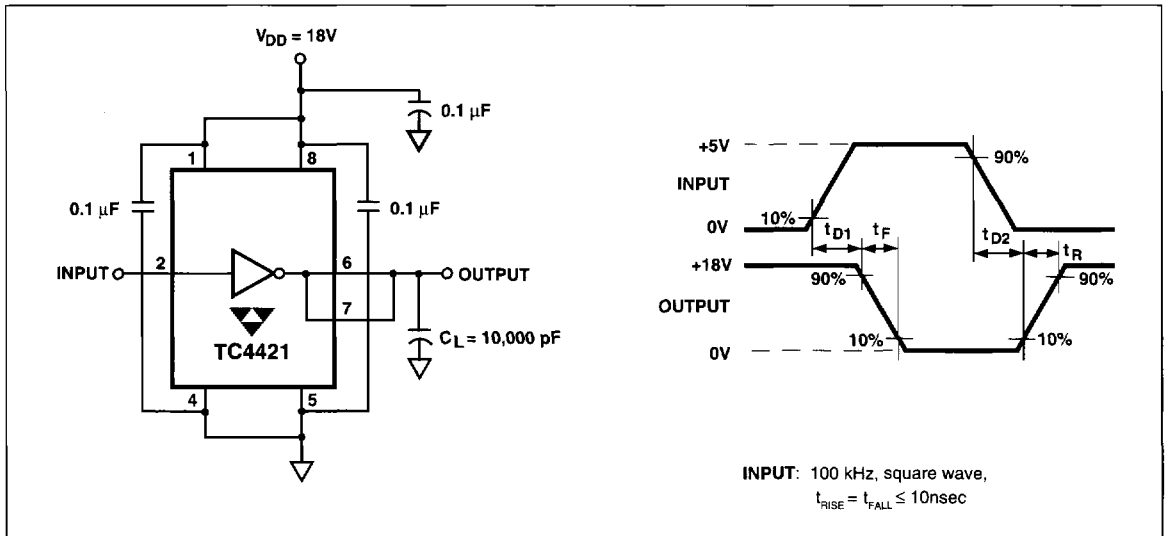 V_DD = 18V
0.1 µF
1
8
0.1 µF
0.1 µF
INPUT
2
6
OUTPUT
7
TC4421
C_L = 10,000 pF
4
5
+5V
90%
INPUT
10%
0V
t_D1
t_F
t_D2
t_R
+18V
90%
90%
OUTPUT
10%
10%
0V
INPUT: 100 kHz, square wave,
t_RISE = t_FALL ≤ 10nsec